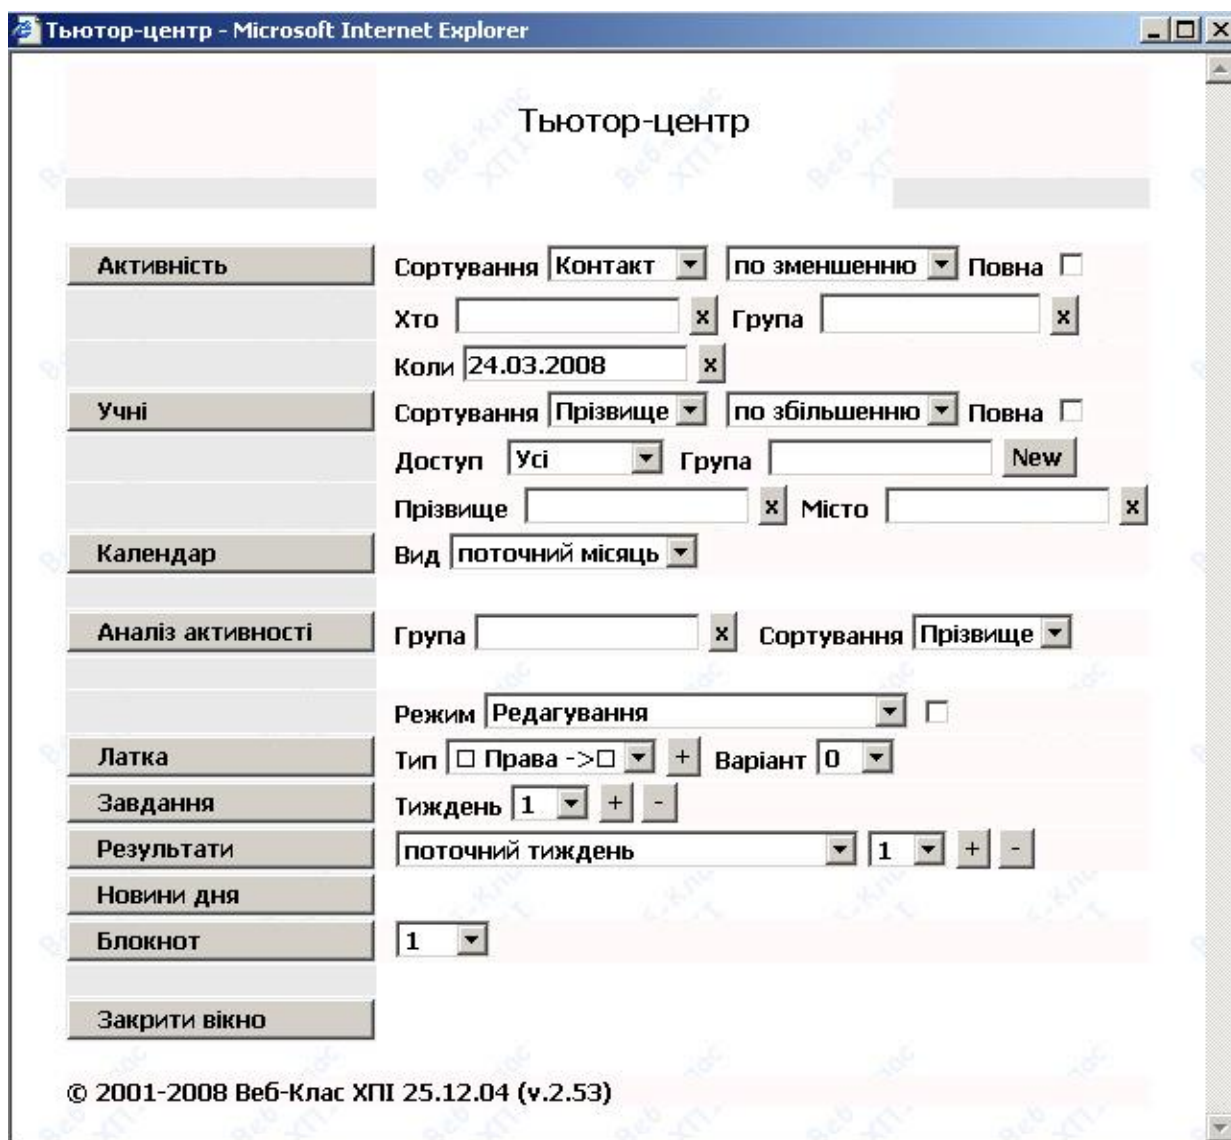 Тьютор-центр - Microsoft Internet Explorer
Тьютор-центр
Активність Сортування Контакт по зменшенню Повна
Хто x Група x
Коли 24.03.2008 x
Учні Сортування Прізвище по збільшенню Повна
Доступ Усі Група New
Прізвище x Місто x
Календар Вид поточний місяць
Аналіз активності Група x Сортування Прізвище
Режим Редагування
Латка Тип □ Права ->□ + Варіант 0
Завдання Тиждень 1 + -
Результати поточний тиждень 1 + -
Новини дня
Блокнот 1
Закрити вікно
© 2001-2008 Веб-Клас ХПІ 25.12.04 (v.2.53)